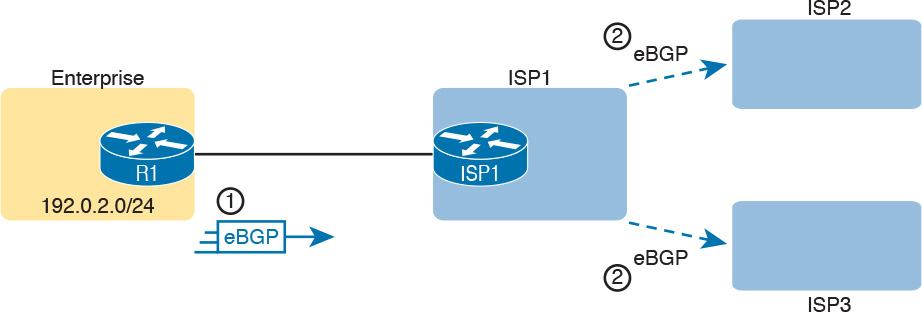 ISP2
2
eBGP
Enterprise
ISP1
R1
ISP1
192.0.2.0/24
1
eBGP
eBGP
2
ISP3